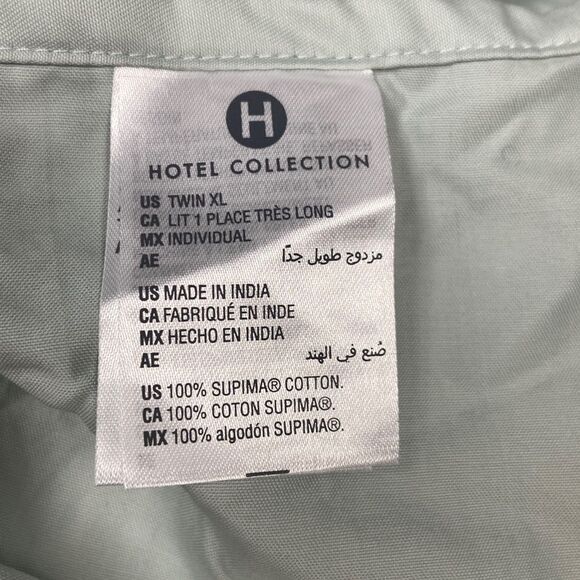 H
HOTEL COLLECTION
US TWIN XL
CA LIT 1 PLACE TRÈS LONG
MX INDIVIDUAL
AE مزدوج طويل جدًا
US MADE IN INDIA
CA FABRIQUÉ EN INDE
MX HECHO EN INDIA
AE صُنع في الهند
US 100% SUPIMA® COTTON.
CA 100% COTON SUPIMA®.
MX 100% algodón SUPIMA®.